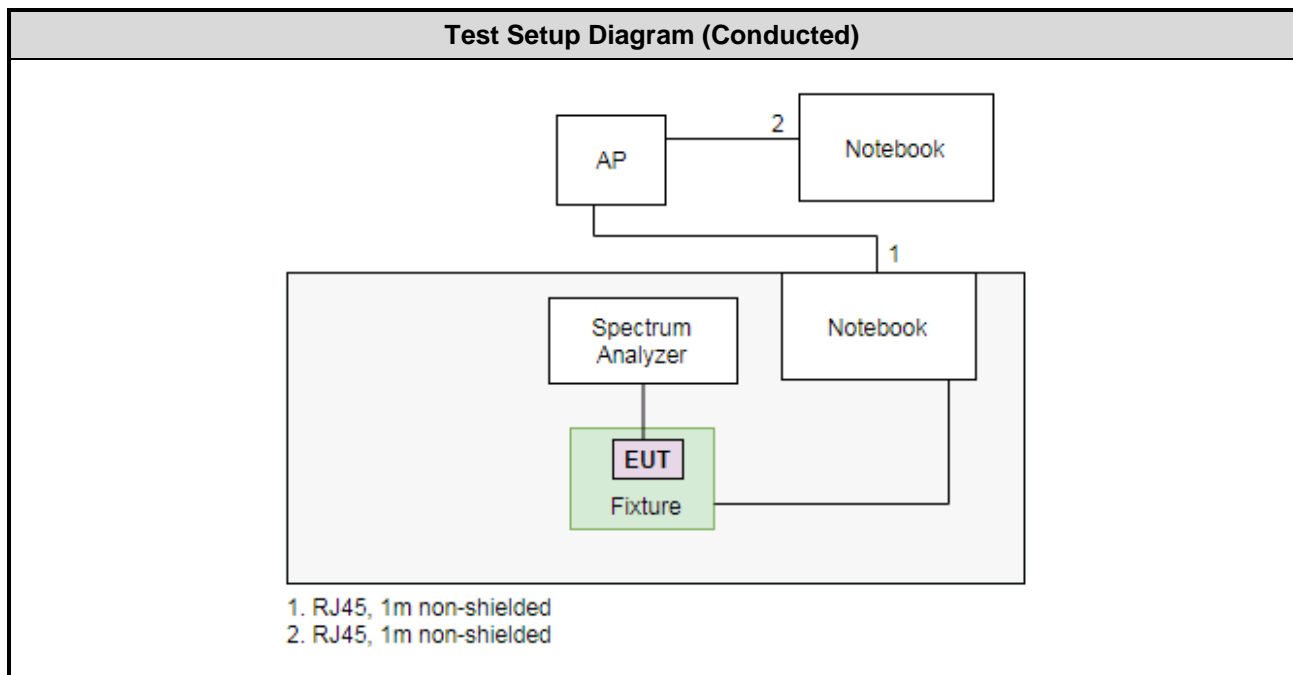 Test Setup Diagram (Conducted)
AP
2
Notebook
1
Spectrum
Analyzer
Notebook
EUT
Fixture
1. RJ45, 1m non-shielded
2. RJ45, 1m non-shielded